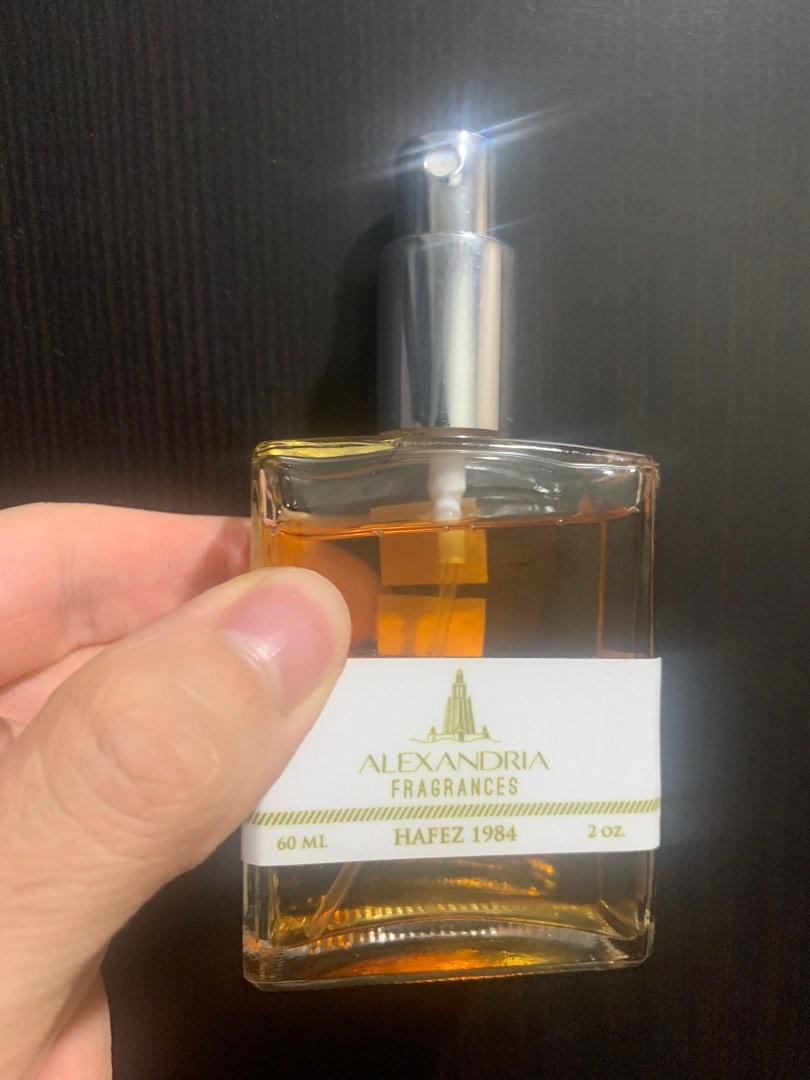 ALEXANDRIA
FRAGRANCES
60 ML HAFEZ 1984 2 oz.